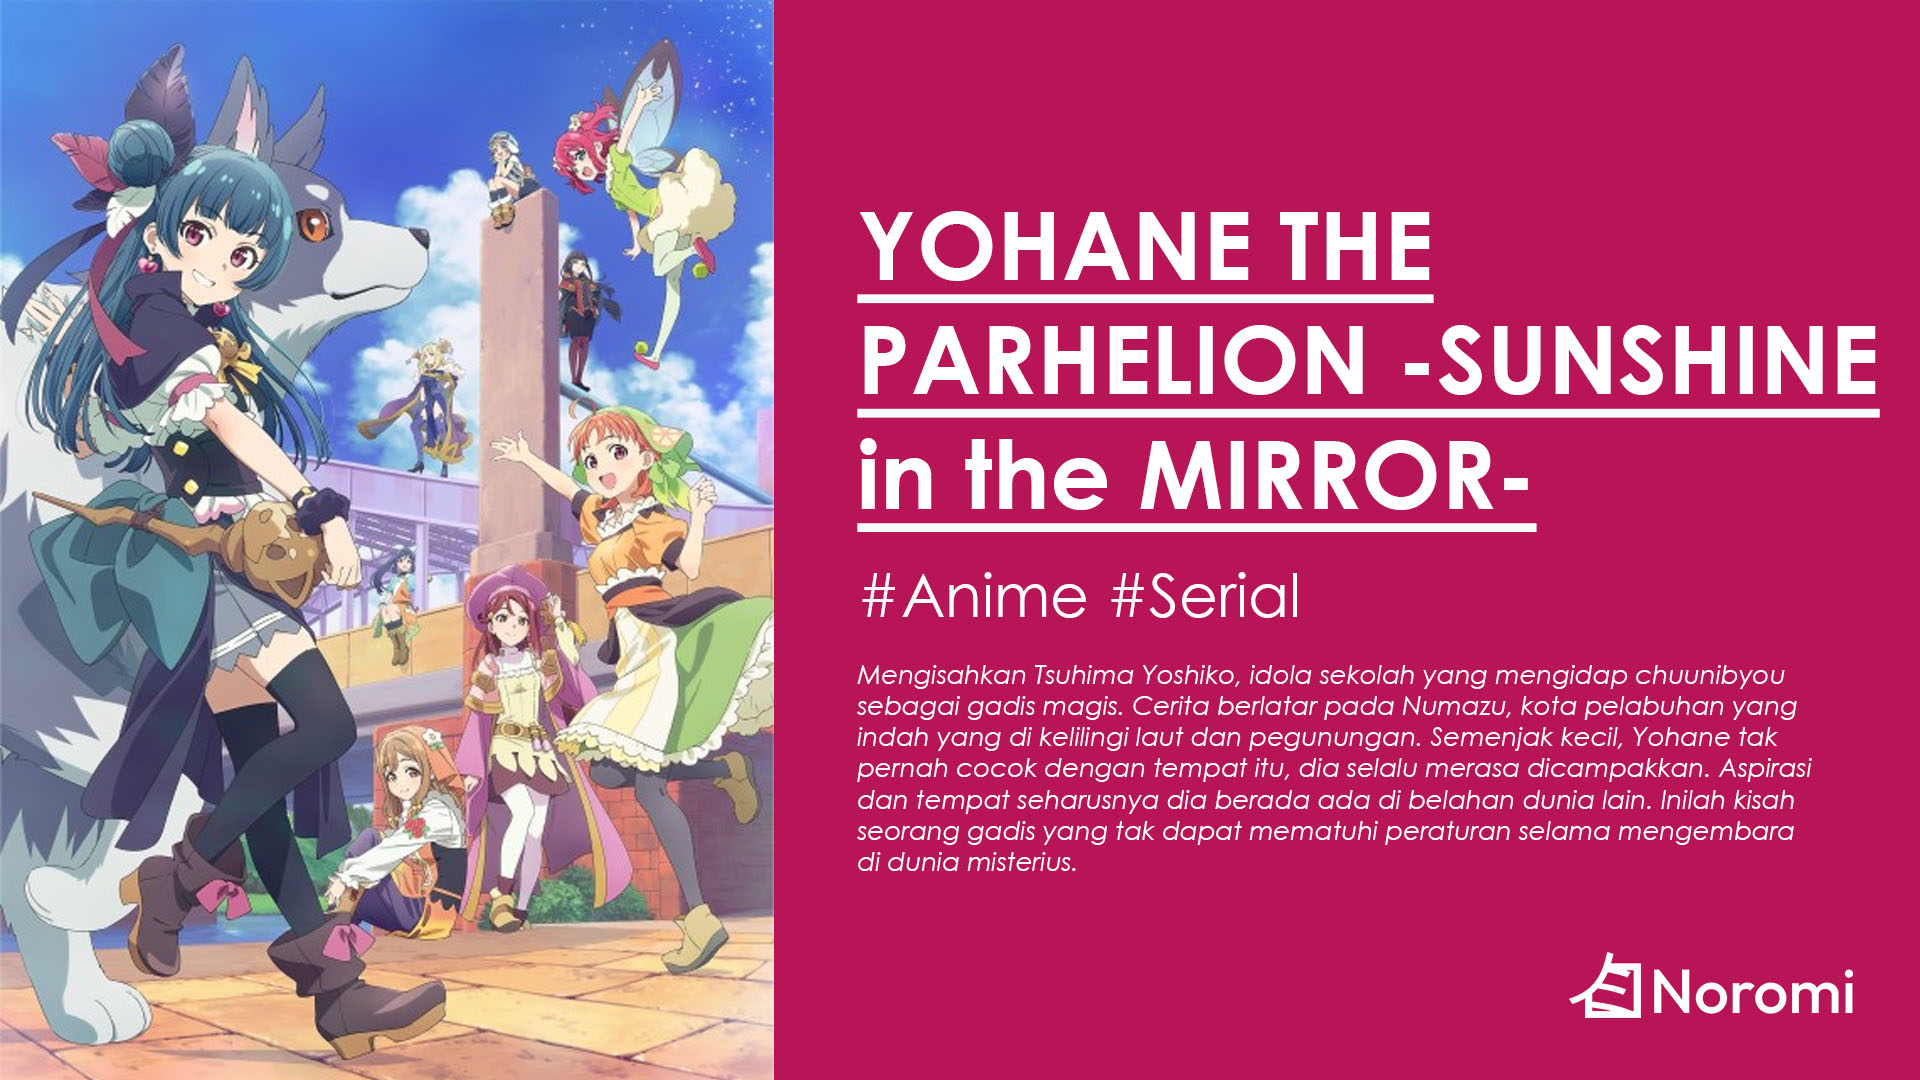 YOHANE THE
PARHELION -SUNSHINE
in the MIRROR-
#Anime #Serial
Mengisahkan Tsuhima Yoshiko, idola sekolah yang mengidap chuunibyou
sebagai gadis magis. Cerita berlatar pada Numazu, kota pelabuhan yang
indah yang di kelilingi laut dan pegunungan. Semenjak kecil, Yohane tak
pernah cocok dengan tempat itu, dia selalu merasa dicampakkan. Aspirasi
dan tempat seharusnya dia berada ada di belahan dunia lain. Inilah kisah
seorang gadis yang tak dapat mematuhi peraturan selama mengembara
di dunia misterius.
Noromi